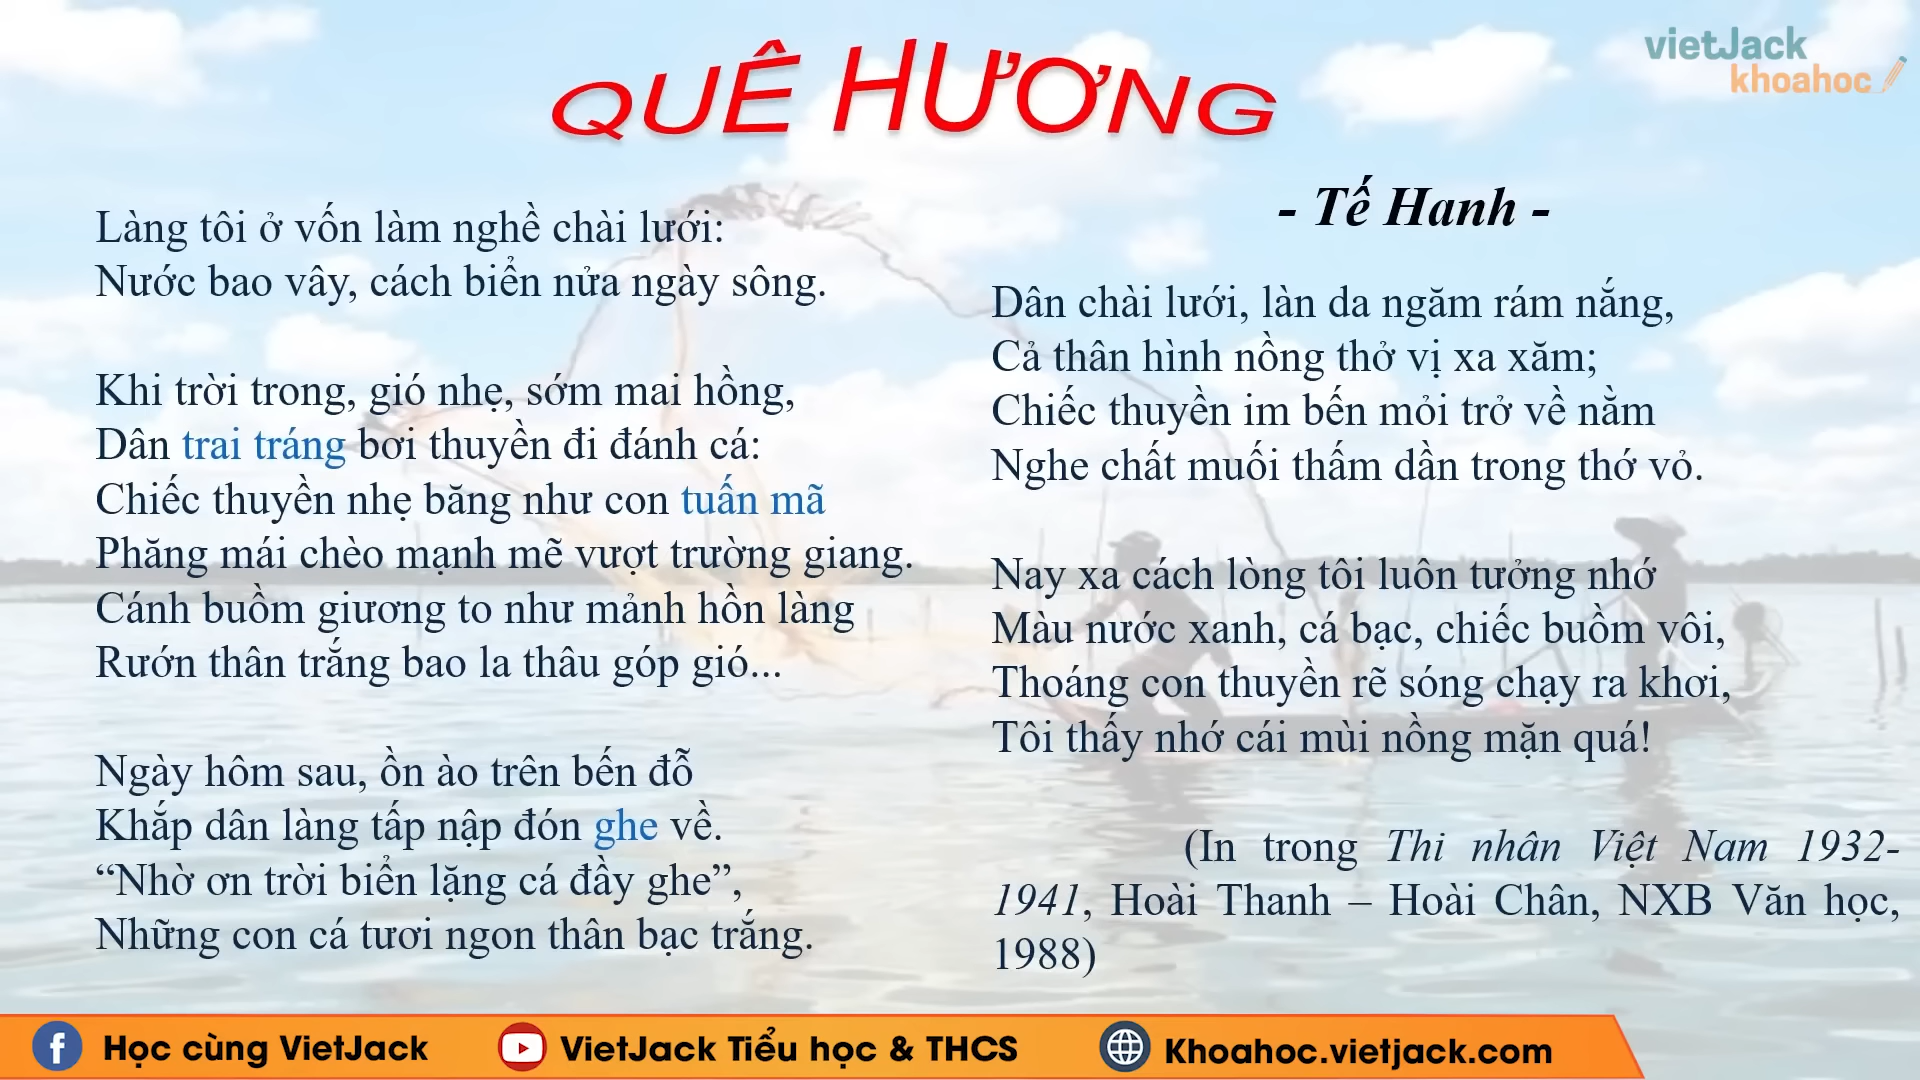 QUÊ HƯƠNG
vietJack
khoahoc
- Tế Hanh -
Làng tôi ở vốn làm nghề chài lưới:
Nước bao vây, cách biển nửa ngày sông.
Khi trời trong, gió nhẹ, sớm mai hồng,
Dân trai tráng bơi thuyền đi đánh cá:
Chiếc thuyền nhẹ băng như con tuấn mã
Phăng mái chèo mạnh mẽ vượt trường giang.
Cánh buồm giương to như mảnh hồn làng
Rướn thân trắng bao la thâu góp gió...
Ngày hôm sau, ồn ào trên bến đỗ
Khắp dân làng tấp nập đón ghe về.
“Nhờ ơn trời biển lặng cá đầy ghe”,
Những con cá tươi ngon thân bạc trắng.
Dân chài lưới, làn da ngăm rám nắng,
Cả thân hình nồng thở vị xa xăm;
Chiếc thuyền im bến mỏi trở về nằm
Nghe chất muối thấm dần trong thớ vỏ.
Nay xa cách lòng tôi luôn tưởng nhớ
Màu nước xanh, cá bạc, chiếc buồm vôi,
Thoáng con thuyền rẽ sóng chạy ra khơi,
Tôi thấy nhớ cái mùi nồng mặn quá!
(In trong Thi nhân Việt Nam 1932-
1941, Hoài Thanh – Hoài Chân, NXB Văn học,
1988)
Học cùng VietJack
VietJack Tiểu học & THCS
Khoahoc.vietjack.com